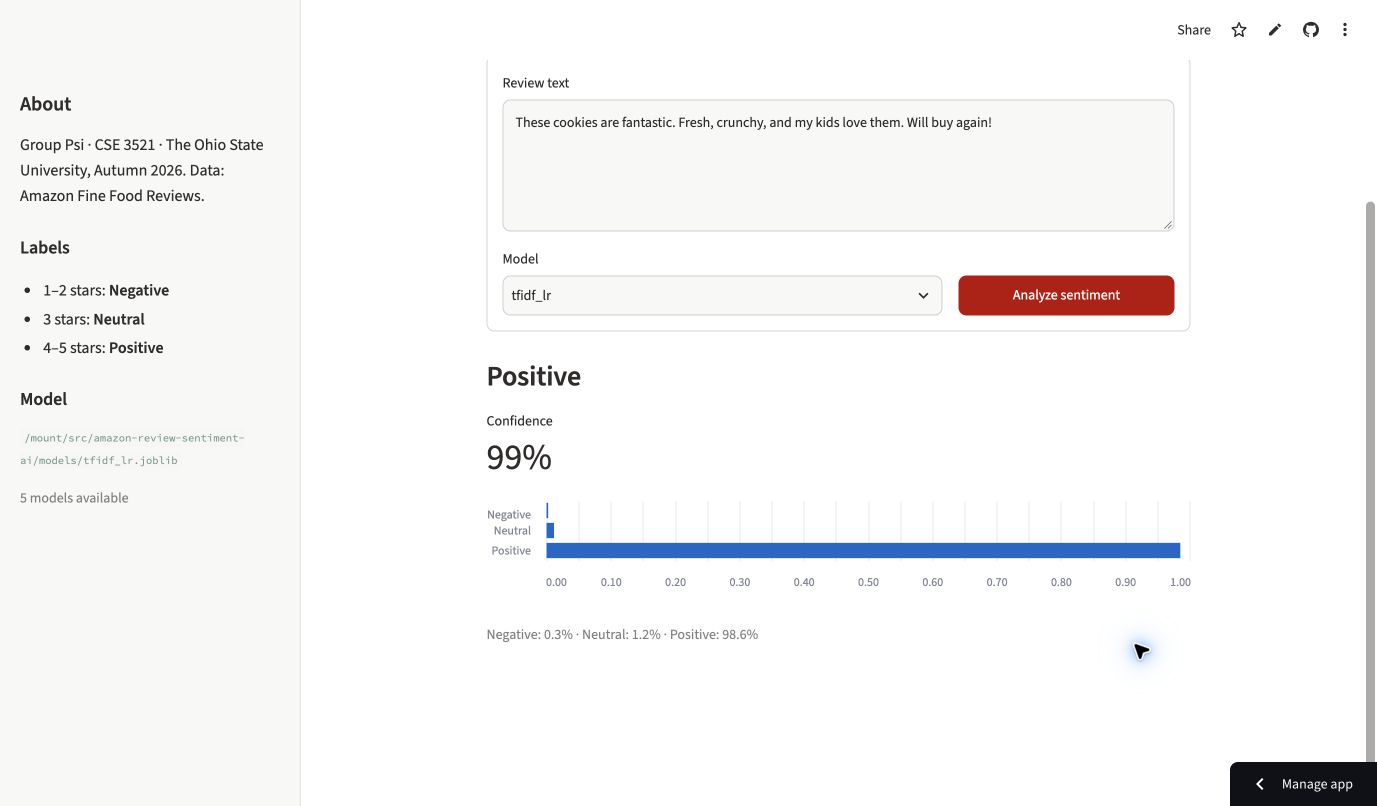 Share
About
Group Psi · CSE 3521 · The Ohio State
University, Autumn 2026. Data:
Amazon Fine Food Reviews.
Labels
1–2 stars: Negative
3 stars: Neutral
4–5 stars: Positive
Model
/mount/src/amazon-review-sentiment-
ai/models/tfidf_lr.joblib
5 models available
Review text
These cookies are fantastic. Fresh, crunchy, and my kids love them. Will buy again!
Model
tfidf_lr
Analyze sentiment
Positive
Confidence
99%
Negative
Neutral
Positive
0.00 0.10 0.20 0.30 0.40 0.50 0.60 0.70 0.80 0.90 1.00
Negative: 0.3% · Neutral: 1.2% · Positive: 98.6%
Manage app